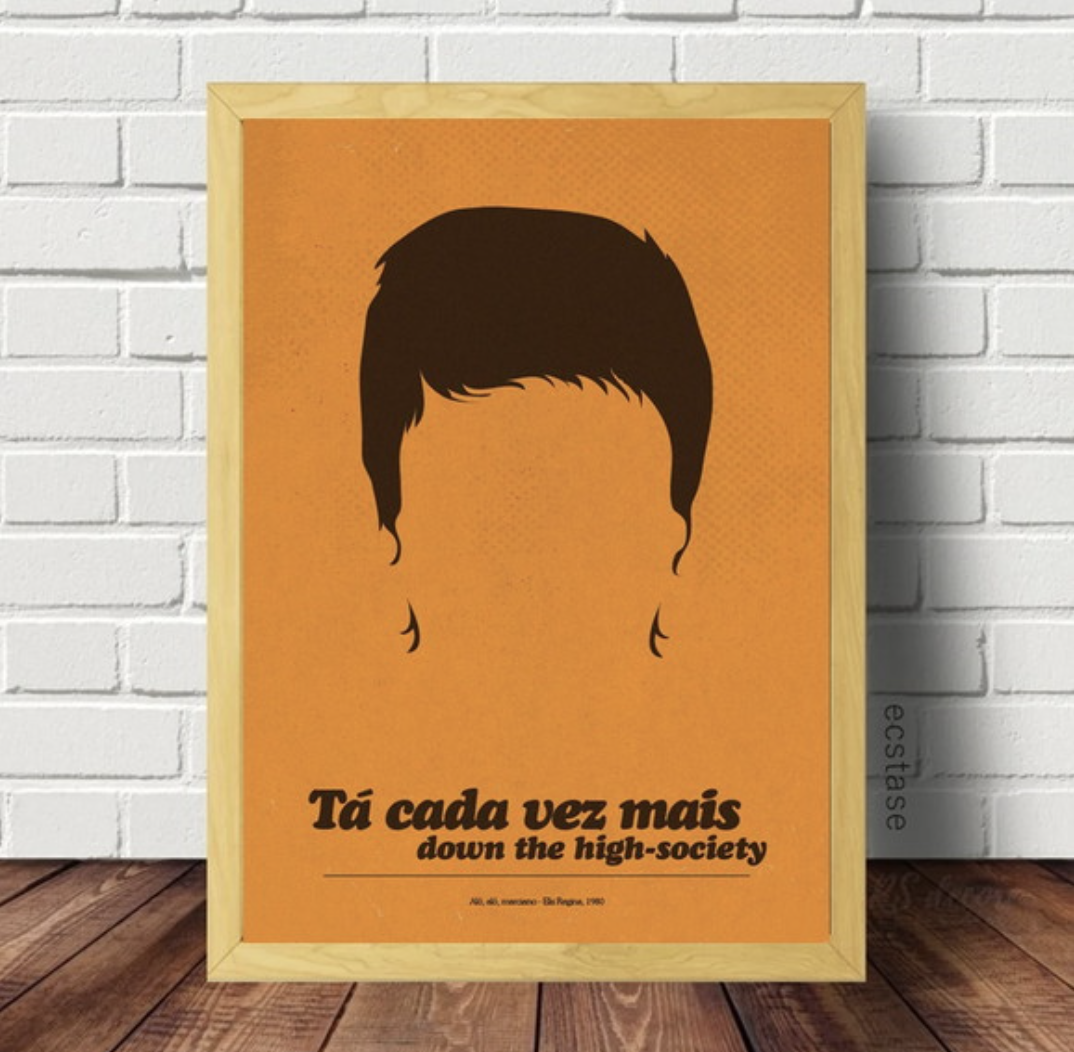 Tá cada vez mais
down the high-society
Alô, alô, marciano - Elis Regina, 1980
ecstase